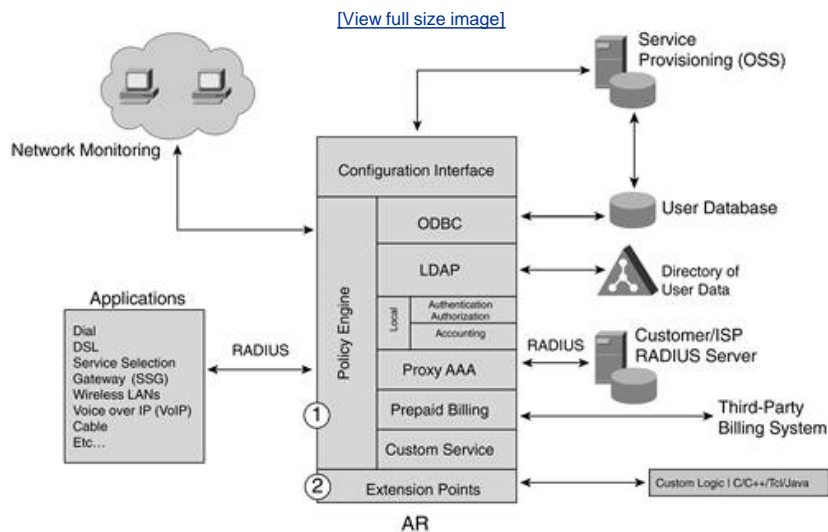 [View full size image]
Service
Provisioning (OSS)
Network Monitoring
Configuration Interface
Policy Engine
ODBC
User Database
LDAP
Directory of
User Data
Local
Authentication
Authorization
Accounting
Applications
Dial
DSL
Service Selection
Gateway (SSG)
Wireless LANs
Voice over IP (VoIP)
Cable
Etc...
RADIUS
Proxy AAA
RADIUS
Customer/ISP
RADIUS Server
1
Prepaid Billing
Third-Party
Billing System
Custom Service
2
Extension Points
Custom Logic | C/C++/Tcl/Java
AR